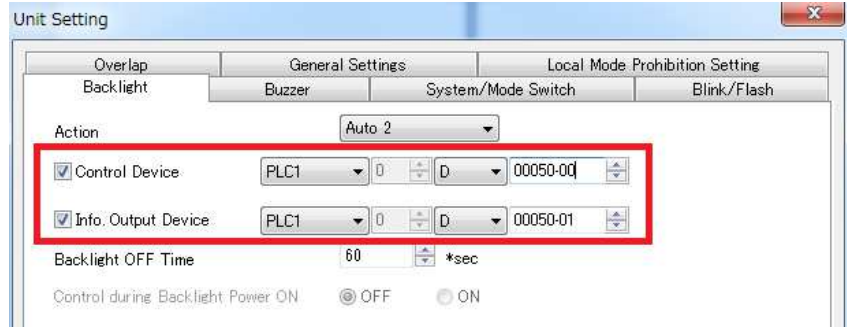 Unit Setting
Overlap General Settings Local Mode Prohibition Setting
Backlight Buzzer System/Mode Switch Blink/Flash
Action Auto 2
Control Device PLC1 0 D 00050-00
Info. Output Device PLC1 0 D 00050-01
Backlight OFF Time 60 *sec
Control during Backlight Power ON OFF ON